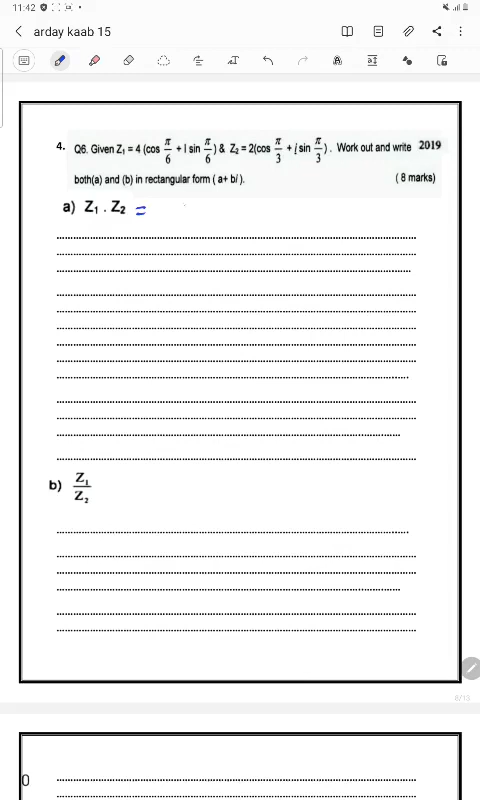 11:42
arday kaab 15
4. Q6. Given Z₁ = 4 (cos π/6 + I sin π/6) & Z₂ = 2(cos π/3 + i sin π/3). Work out and write 2019
both(a) and (b) in rectangular form ( a+ bi ). ( 8 marks)
a) Z₁ . Z₂ =
b) Z₁/Z₂
8/13
0